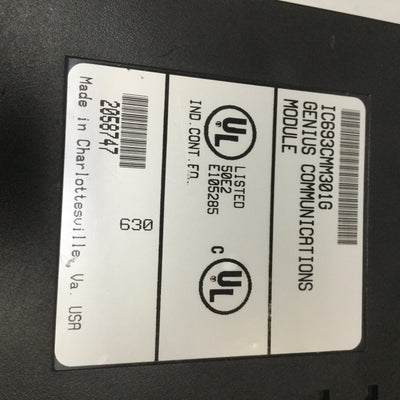 IC693CMM301G
GENIUS COMMUNICATIONS
MODULE
UL
LISTED
50E2
E105285
IND.CONT.EQ.
C
UL
2058747
630
Made in Charlottesville, Va. USA